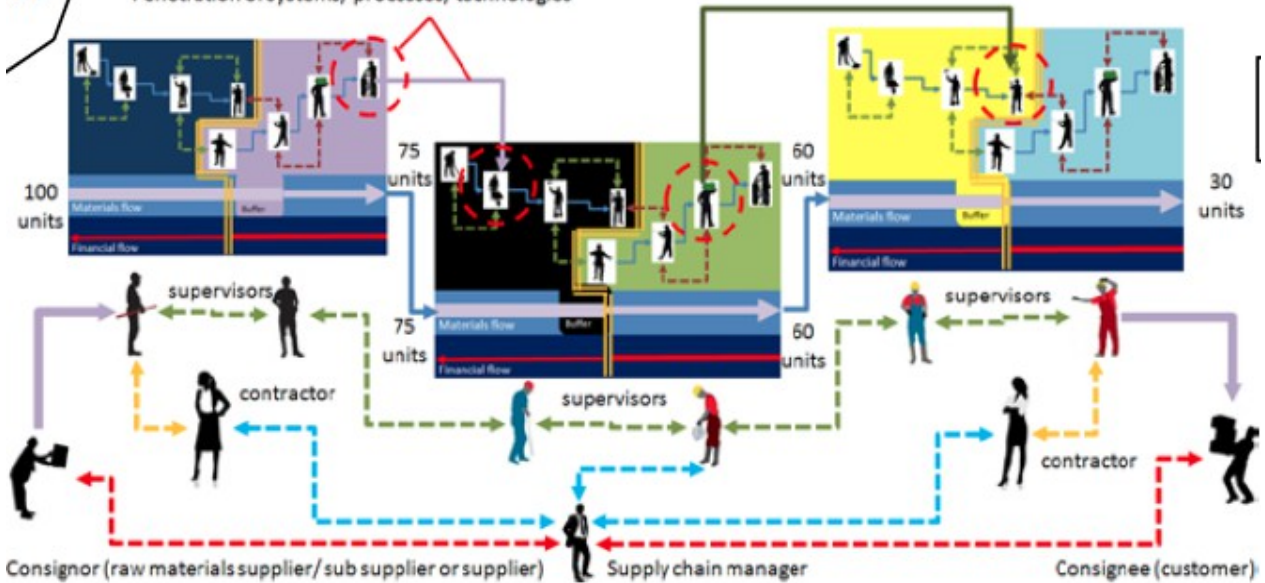 Penetration of systems/ processes/ technologies
75
units
60
units
100
units
30
units
Materials flow
Buffer
Financial flow
Materials flow
Buffer
Financial flow
supervisors
supervisors
75
units
Materials flow
Buffer
Financial flow
60
units
contractor
supervisors
contractor
Consignor (raw materials supplier/ sub supplier or supplier)
Supply chain manager
Consignee (customer)